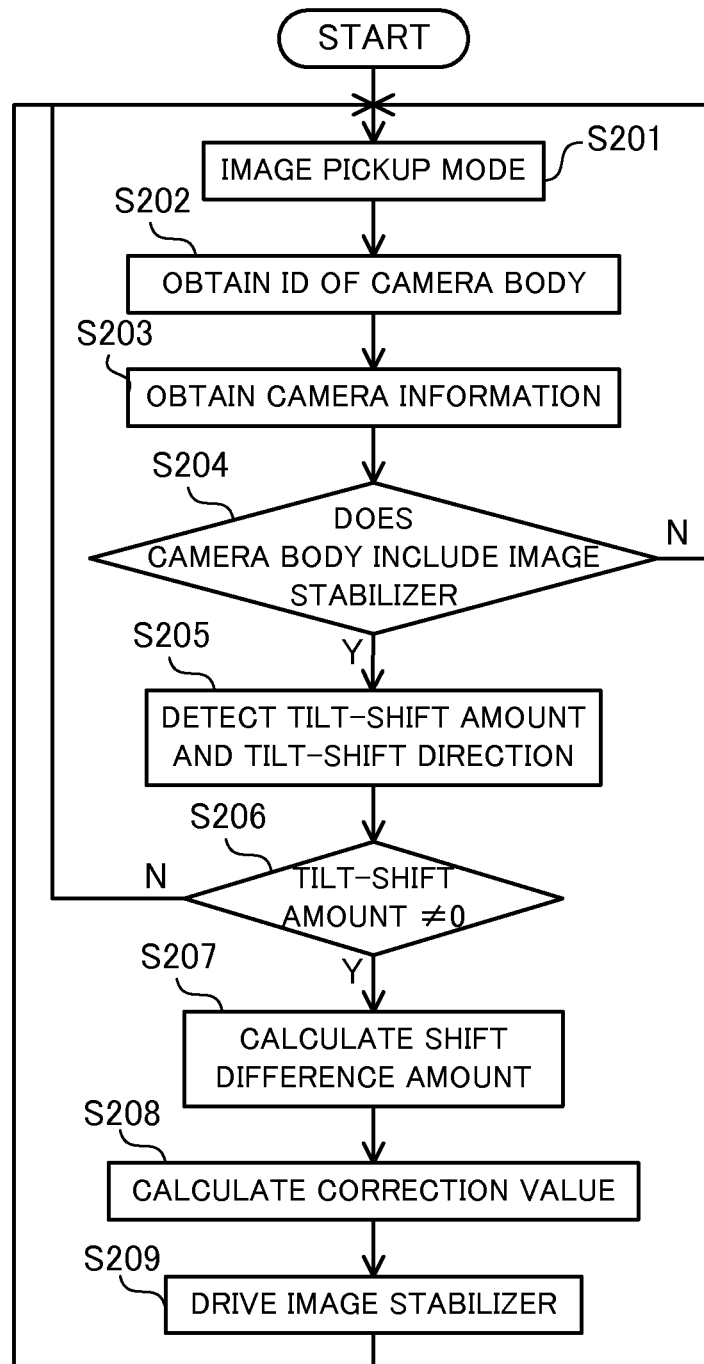 START
S201
IMAGE PICKUP MODE
S202
OBTAIN ID OF CAMERA BODY
S203
OBTAIN CAMERA INFORMATION
S204
DOES
CAMERA BODY INCLUDE IMAGE
STABILIZER
N
Y
S205
DETECT TILT-SHIFT AMOUNT
AND TILT-SHIFT DIRECTION
S206
N
TILT-SHIFT
AMOUNT ≠0
Y
S207
CALCULATE SHIFT
DIFFERENCE AMOUNT
S208
CALCULATE CORRECTION VALUE
S209
DRIVE IMAGE STABILIZER